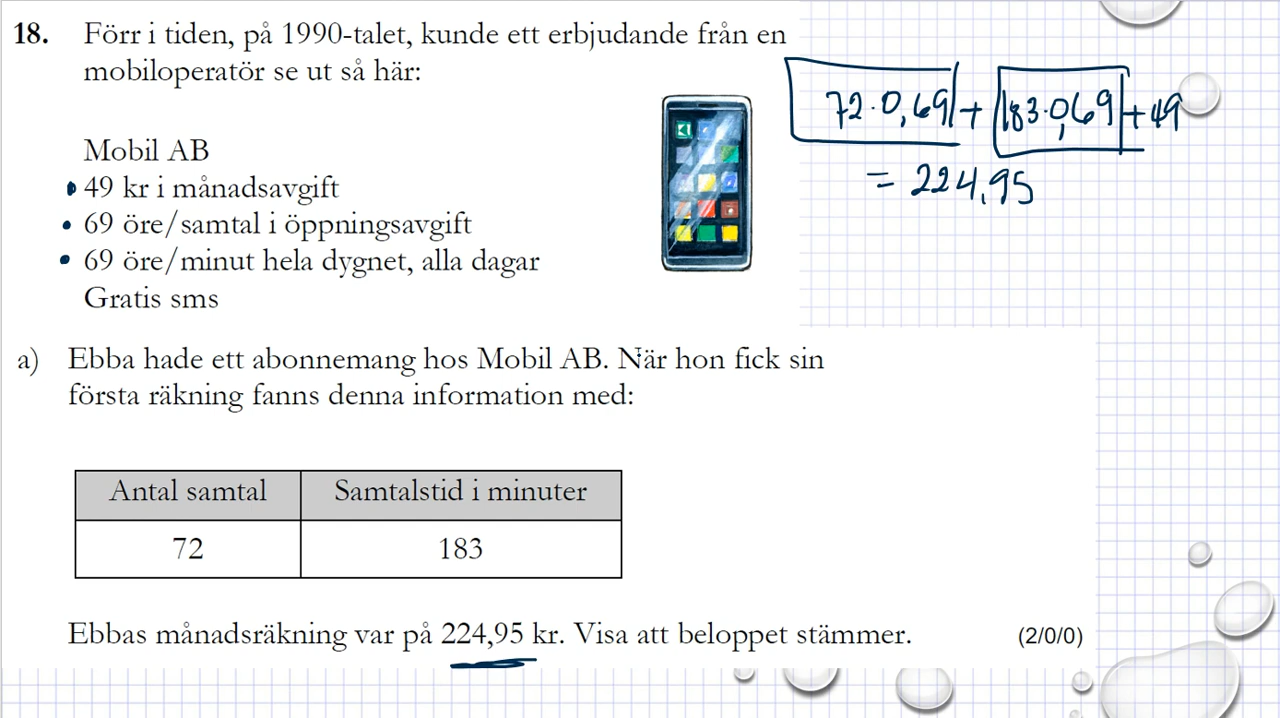 18. Förr i tiden, på 1990-talet, kunde ett erbjudande från en
mobiloperatör se ut så här:
Mobil AB
• 49 kr i månadsavgift
• 69 öre/samtal i öppningsavgift
• 69 öre/minut hela dygnet, alla dagar
Gratis sms
72·0,69 + 183·0,69 + 49
= 224,95
a) Ebba hade ett abonnemang hos Mobil AB. När hon fick sin
första räkning fanns denna information med:
Antal samtal Samtalstid i minuter
72 183
Ebbas månadsräkning var på 224,95 kr. Visa att beloppet stämmer. (2/0/0)